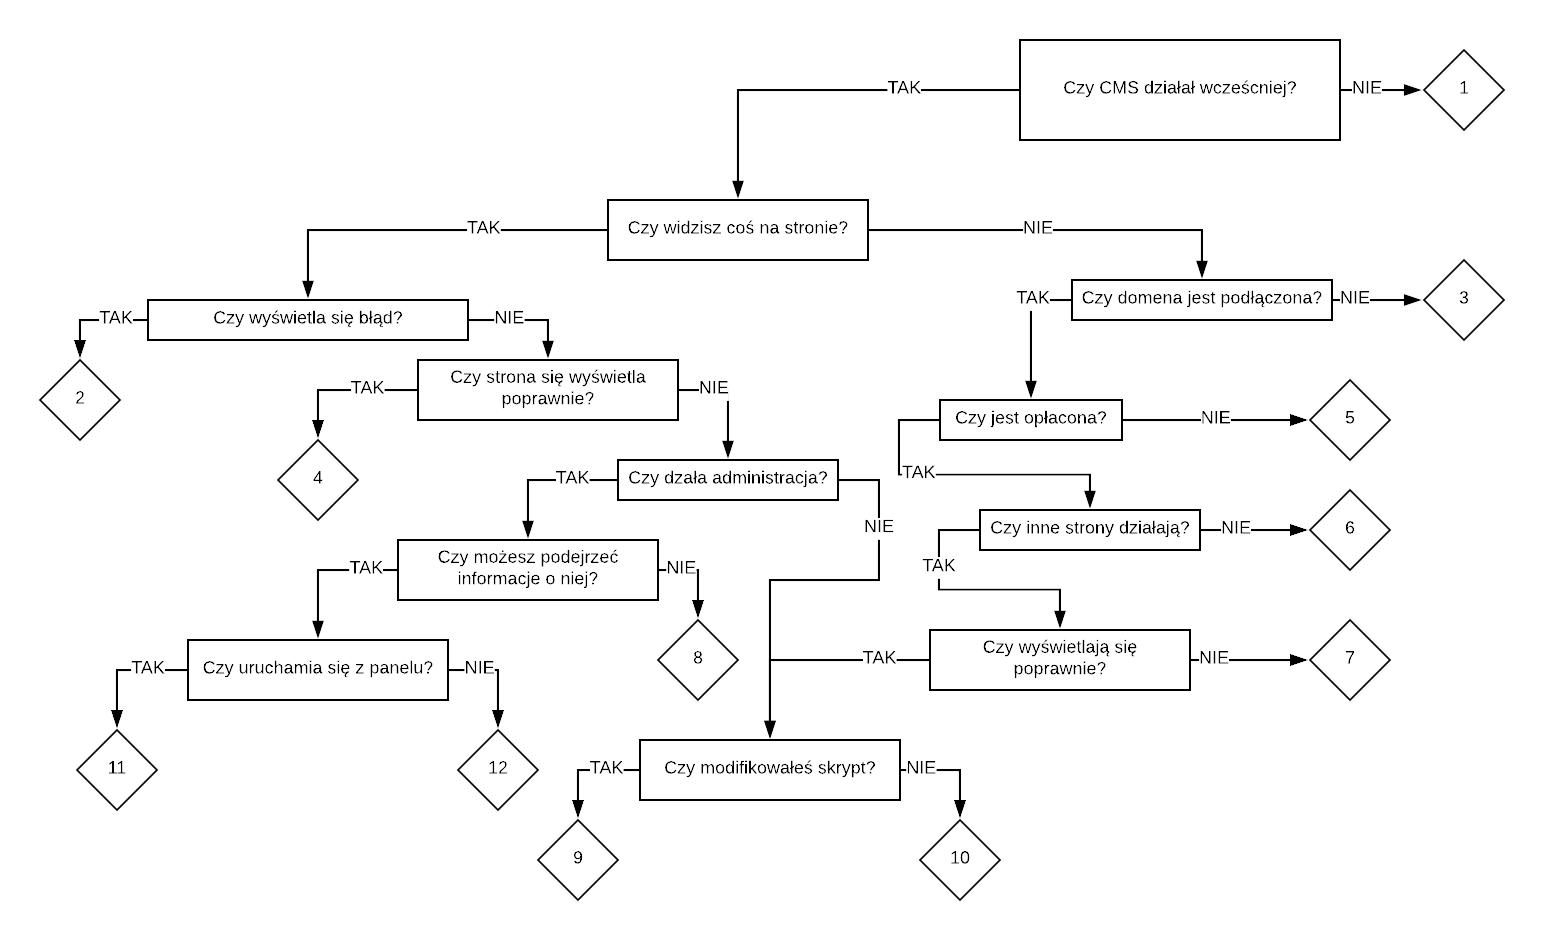 Czy CMS działał wcześcniej?
TAK
NIE
1
Czy widzisz coś na stronie?
TAK
NIE
Czy domena jest podłączona?
TAK
NIE
3
Czy wyświetla się błąd?
TAK
NIE
2
Czy strona się wyświetla
poprawnie?
TAK
NIE
4
Czy jest opłacona?
NIE
5
TAK
Czy dzała administracja?
TAK
NIE
Czy inne strony działają?
NIE
6
TAK
Czy możesz podejrzeć
informacje o niej?
TAK
NIE
8
Czy wyświetlają się
poprawnie?
TAK
NIE
7
Czy uruchamia się z panelu?
TAK
NIE
11
12
Czy modifikowałeś skrypt?
TAK
NIE
9
10